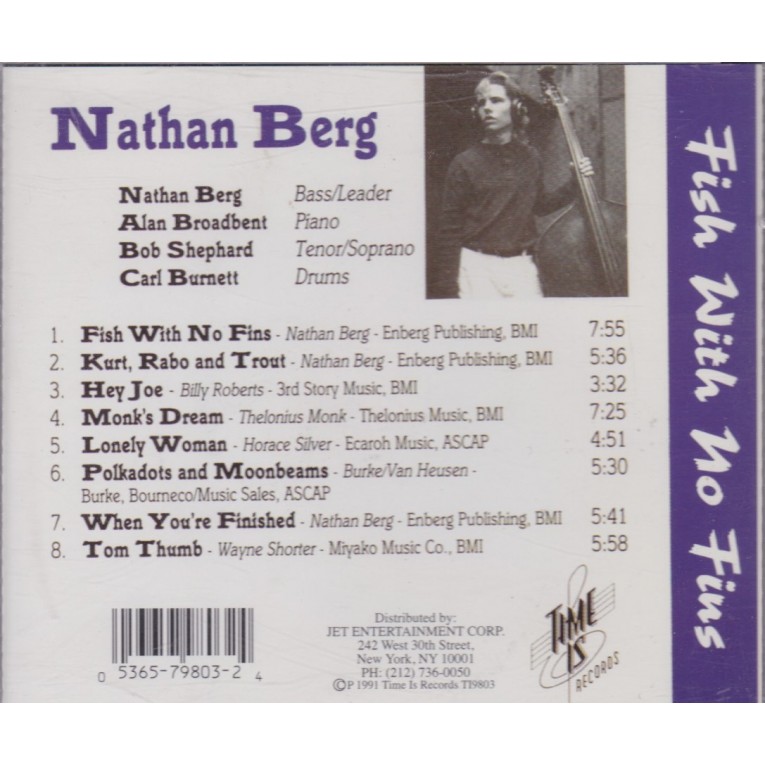 Nathan Berg
Nathan Berg Bass/Leader
Alan Broadbent Piano
Bob Shephard Tenor/Soprano
Carl Burnett Drums
1. Fish With No Fins - Nathan Berg - Enberg Publishing, BMI 7:55
2. Kurt, Rabo and Trout - Nathan Berg - Enberg Publishing, BMI 5:36
3. Hey Joe - Billy Roberts - 3rd Story Music, BMI 3:32
4. Monk's Dream - Thelonius Monk - Thelonius Music, BMI 7:25
5. Lonely Woman - Horace Silver - Ecaroh Music, ASCAP 4:51
6. Polkadots and Moonbeams - Burke/Van Heusen - 5:30
Burke, Bourneco/Music Sales, ASCAP
7. When You're Finished - Nathan Berg - Enberg Publishing, BMI 5:41
8. Tom Thumb - Wayne Shorter - Miyako Music Co., BMI 5:58
0 5365-79803-2 4
Distributed by:
JET ENTERTAINMENT CORP.
242 West 30th Street,
New York, NY 10001
PH: (212) 736-0050
©P 1991 Time Is Records TI9803
TIME
IS
RECORDS
Fish With No Fins